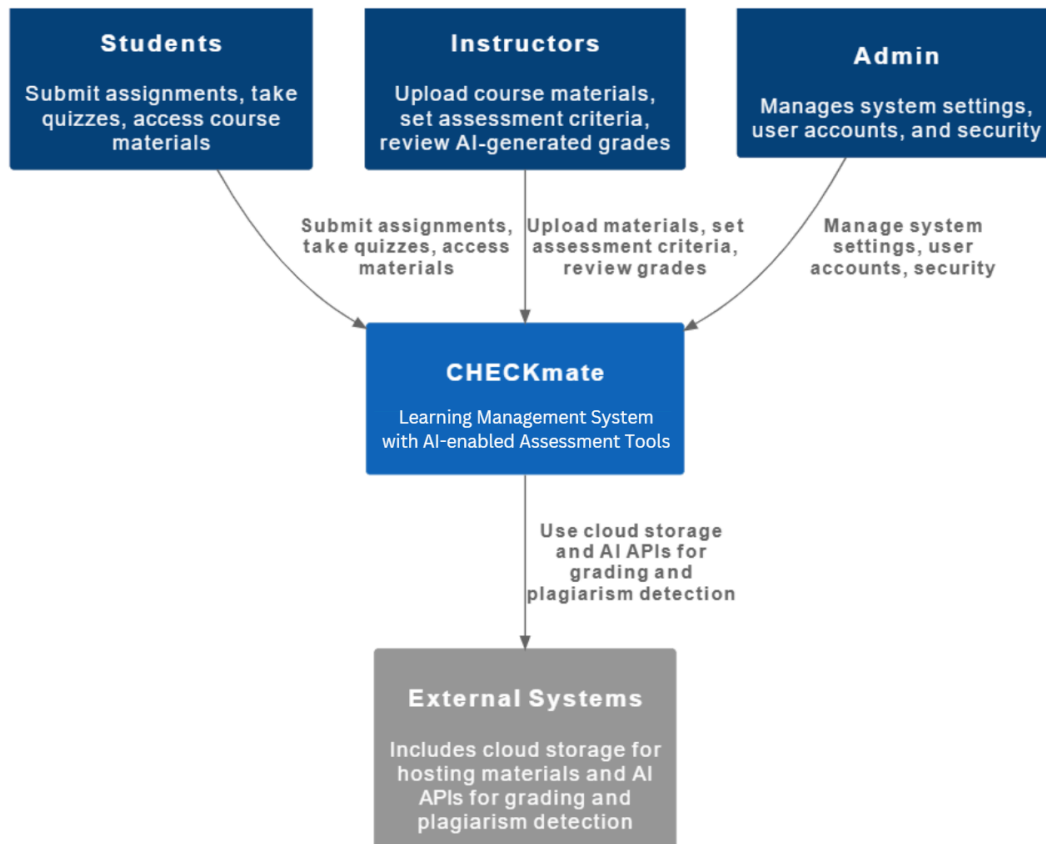 Students
Submit assignments, take
quizzes, access course
materials
Instructors
Upload course materials,
set assessment criteria,
review AI-generated grades
Admin
Manages system settings,
user accounts, and security
Submit assignments,
take quizzes, access
materials
Upload materials, set
assessment criteria,
review grades
Manage system
settings, user
accounts, security
CHECKmate
Learning Management System
with AI-enabled Assessment Tools
Use cloud storage
and AI APIs for
grading and
plagiarism detection
External Systems
Includes cloud storage for
hosting materials and AI
APIs for grading and
plagiarism detection